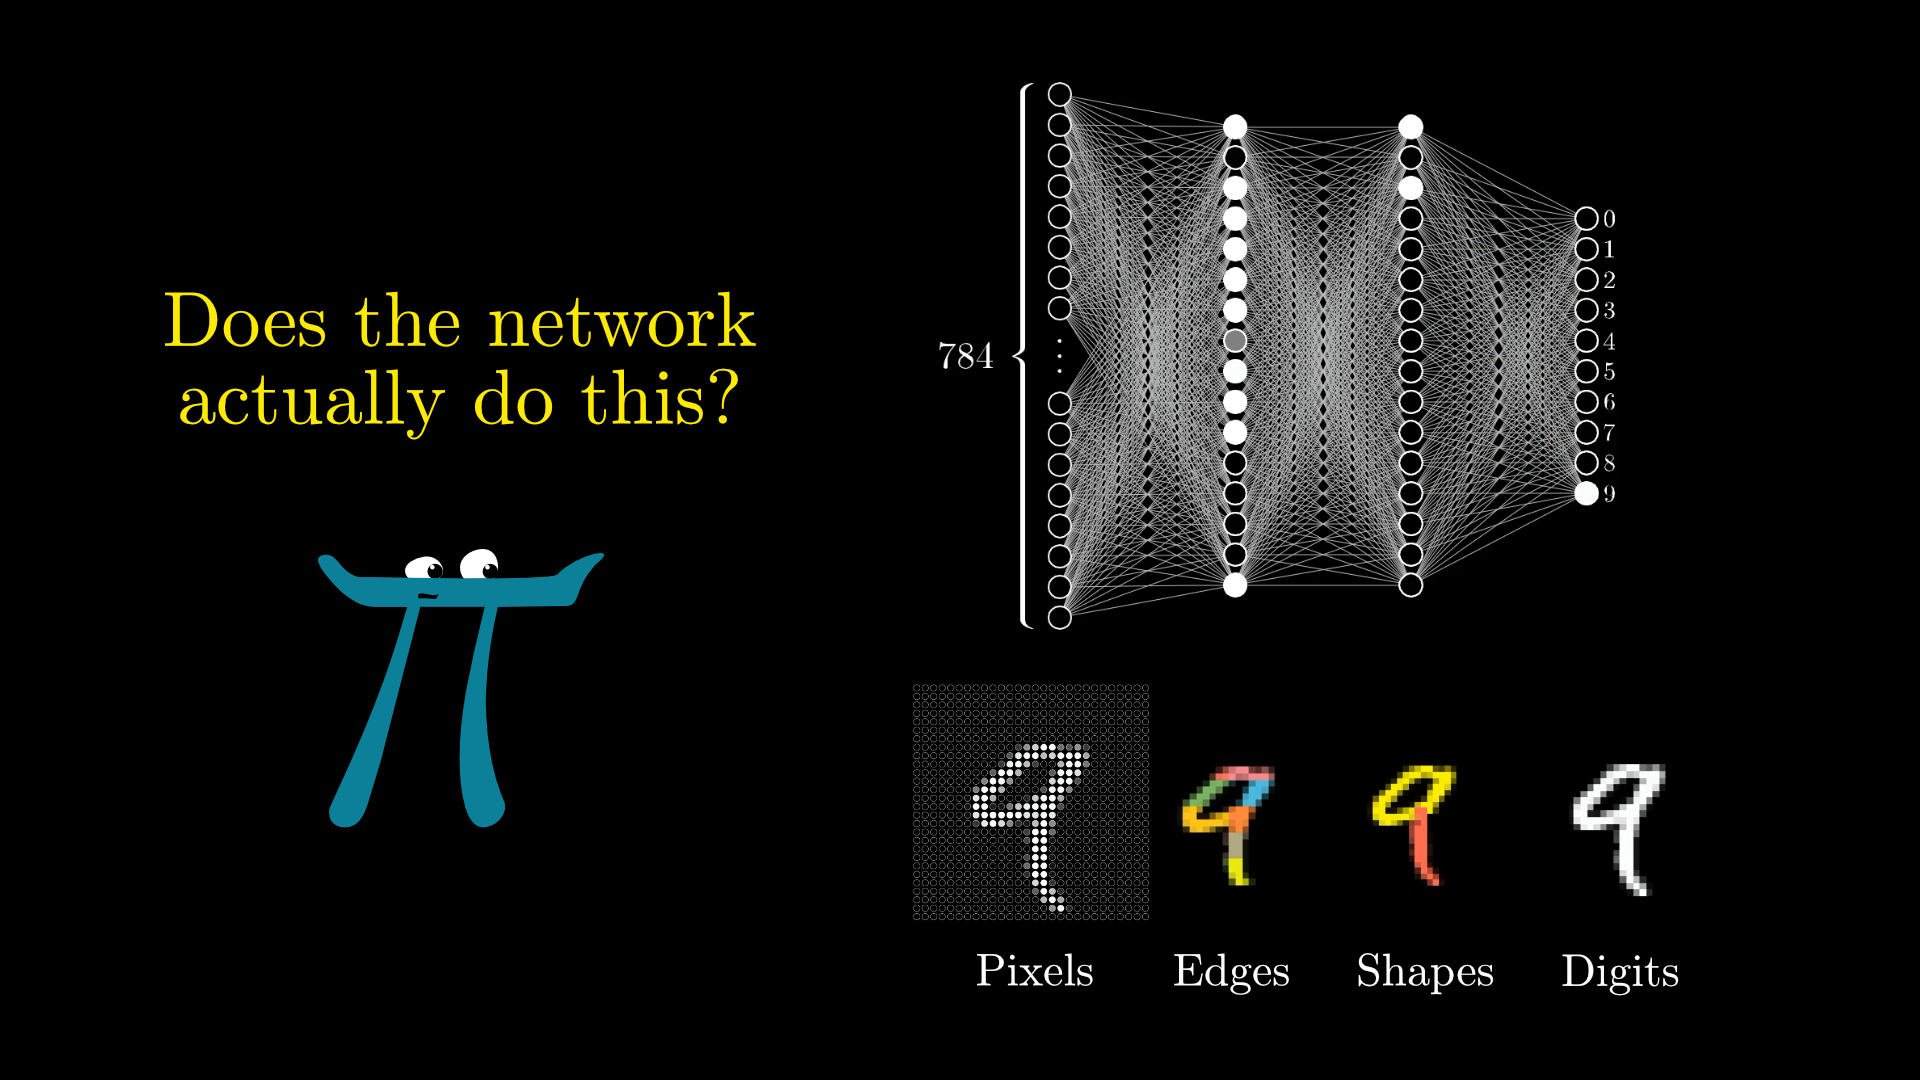 Does the network
actually do this?
784
0
1
2
3
4
5
6
7
8
9
Pixels
Edges
Shapes
Digits